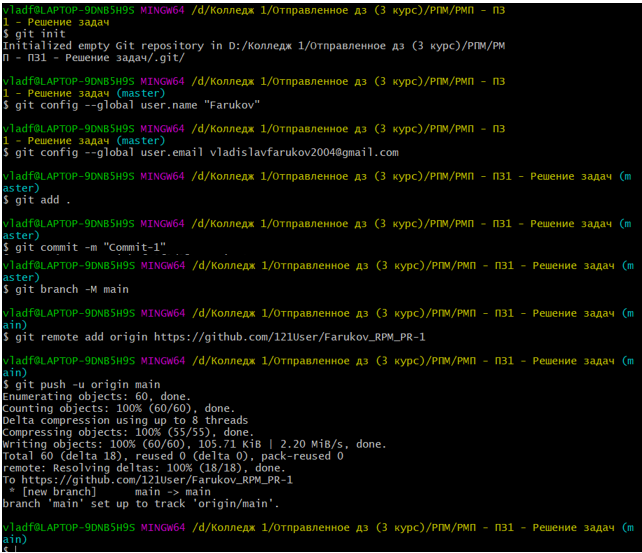 vladf@LAPTOP-9DNB5H9S MINGW64 /d/Колледж 1/Отправленное дз (3 курс)/РПМ/РМП - ПЗ
1 - Решение задач
$ git init
Initialized empty Git repository in D:/Колледж 1/Отправленное дз (3 курс)/РПМ/РМ
П - ПЗ1 - Решение задач/.git/
vladf@LAPTOP-9DNB5H9S MINGW64 /d/Колледж 1/Отправленное дз (3 курс)/РПМ/РМП - ПЗ
1 - Решение задач (master)
$ git config --global user.name "Farukov"
vladf@LAPTOP-9DNB5H9S MINGW64 /d/Колледж 1/Отправленное дз (3 курс)/РПМ/РМП - ПЗ
1 - Решение задач (master)
$ git config --global user.email vladislavfarukov2004@gmail.com
vladf@LAPTOP-9DNB5H9S MINGW64 /d/Колледж 1/Отправленное дз (3 курс)/РПМ/РМП - ПЗ1 - Решение задач (m
aster)
$ git add .
vladf@LAPTOP-9DNB5H9S MINGW64 /d/Колледж 1/Отправленное дз (3 курс)/РПМ/РМП - ПЗ1 - Решение задач (m
aster)
$ git commit -m "Commit-1"
vladf@LAPTOP-9DNB5H9S MINGW64 /d/Колледж 1/Отправленное дз (3 курс)/РПМ/РМП - ПЗ1 - Решение задач (m
aster)
$ git branch -M main
vladf@LAPTOP-9DNB5H9S MINGW64 /d/Колледж 1/Отправленное дз (3 курс)/РПМ/РМП - ПЗ1 - Решение задач (m
ain)
$ git remote add origin https://github.com/121User/Farukov_RPM_PR-1
vladf@LAPTOP-9DNB5H9S MINGW64 /d/Колледж 1/Отправленное дз (3 курс)/РПМ/РМП - ПЗ1 - Решение задач (m
ain)
$ git push -u origin main
Enumerating objects: 60, done.
Counting objects: 100% (60/60), done.
Delta compression using up to 8 threads
Compressing objects: 100% (55/55), done.
Writing objects: 100% (60/60), 105.71 KiB | 2.20 MiB/s, done.
Total 60 (delta 18), reused 0 (delta 0), pack-reused 0
remote: Resolving deltas: 100% (18/18), done.
To https://github.com/121User/Farukov_RPM_PR-1
 * [new branch]      main -> main
branch 'main' set up to track 'origin/main'.
vladf@LAPTOP-9DNB5H9S MINGW64 /d/Колледж 1/Отправленное дз (3 курс)/РПМ/РМП - ПЗ1 - Решение задач (m
ain)
$